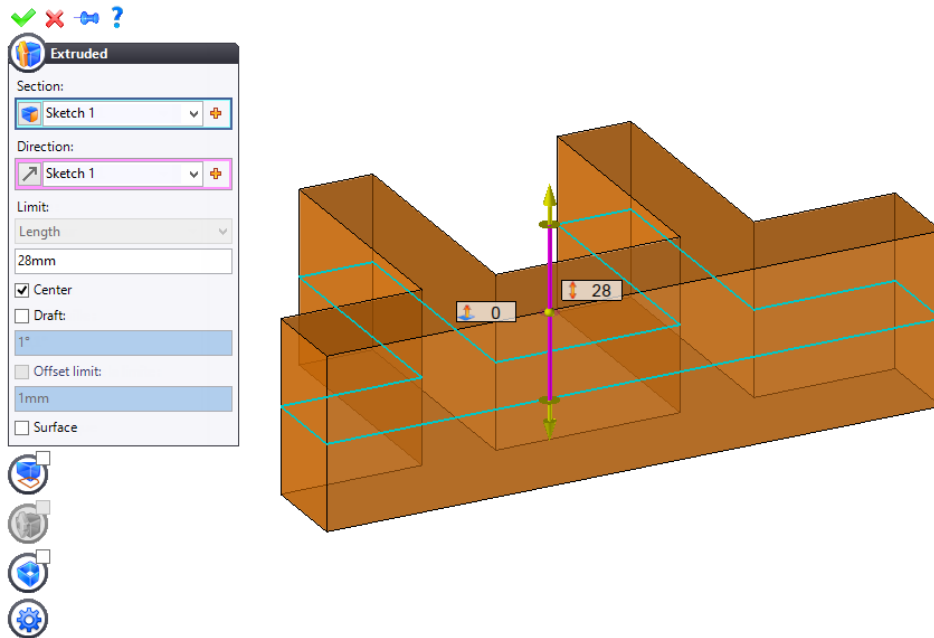 ?
Extruded
Section:
Sketch 1
Direction:
Sketch 1
Limit:
Length
28mm
Center
Draft:
1°
Offset limit:
1mm
Surface
28
0